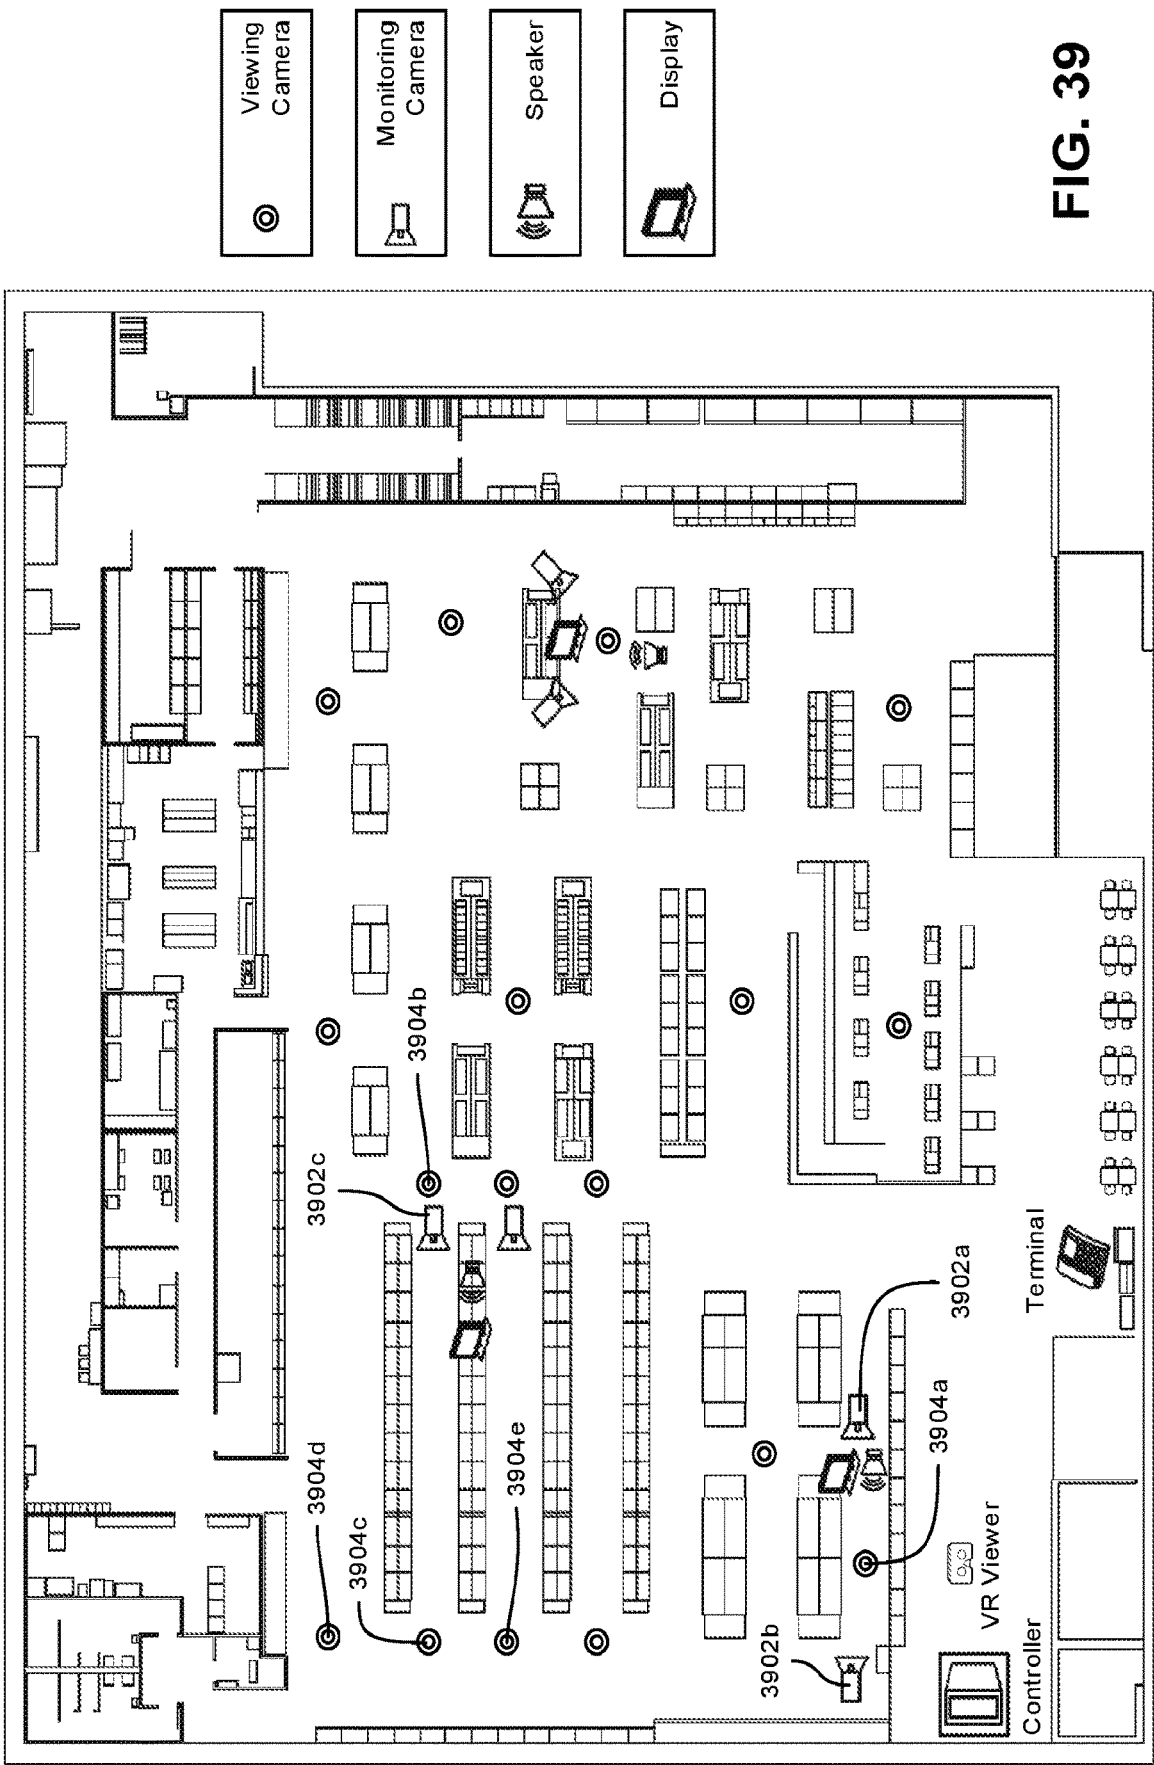 Viewing
Camera
Monitoring
Camera
Speaker
Display
FIG. 39
3904b
3902c
3904d
3904c
3904e
3902a
3904a
3902b
Terminal
VR Viewer
Controller